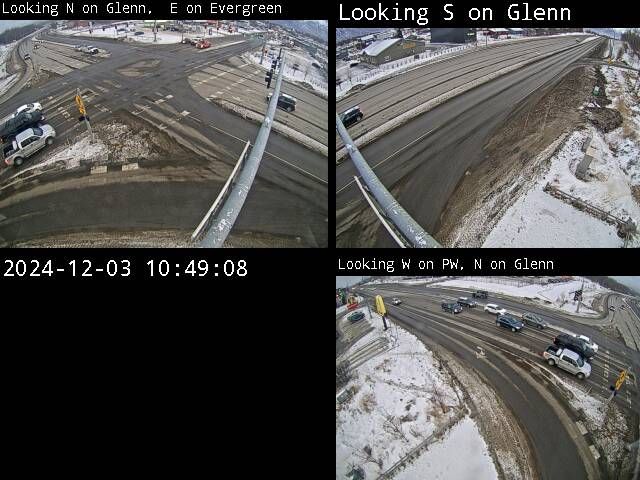 Looking N on Glenn,  E on Evergreen
Looking S on Glenn
2024-12-03 10:49:08
Looking W on PW, N on Glenn